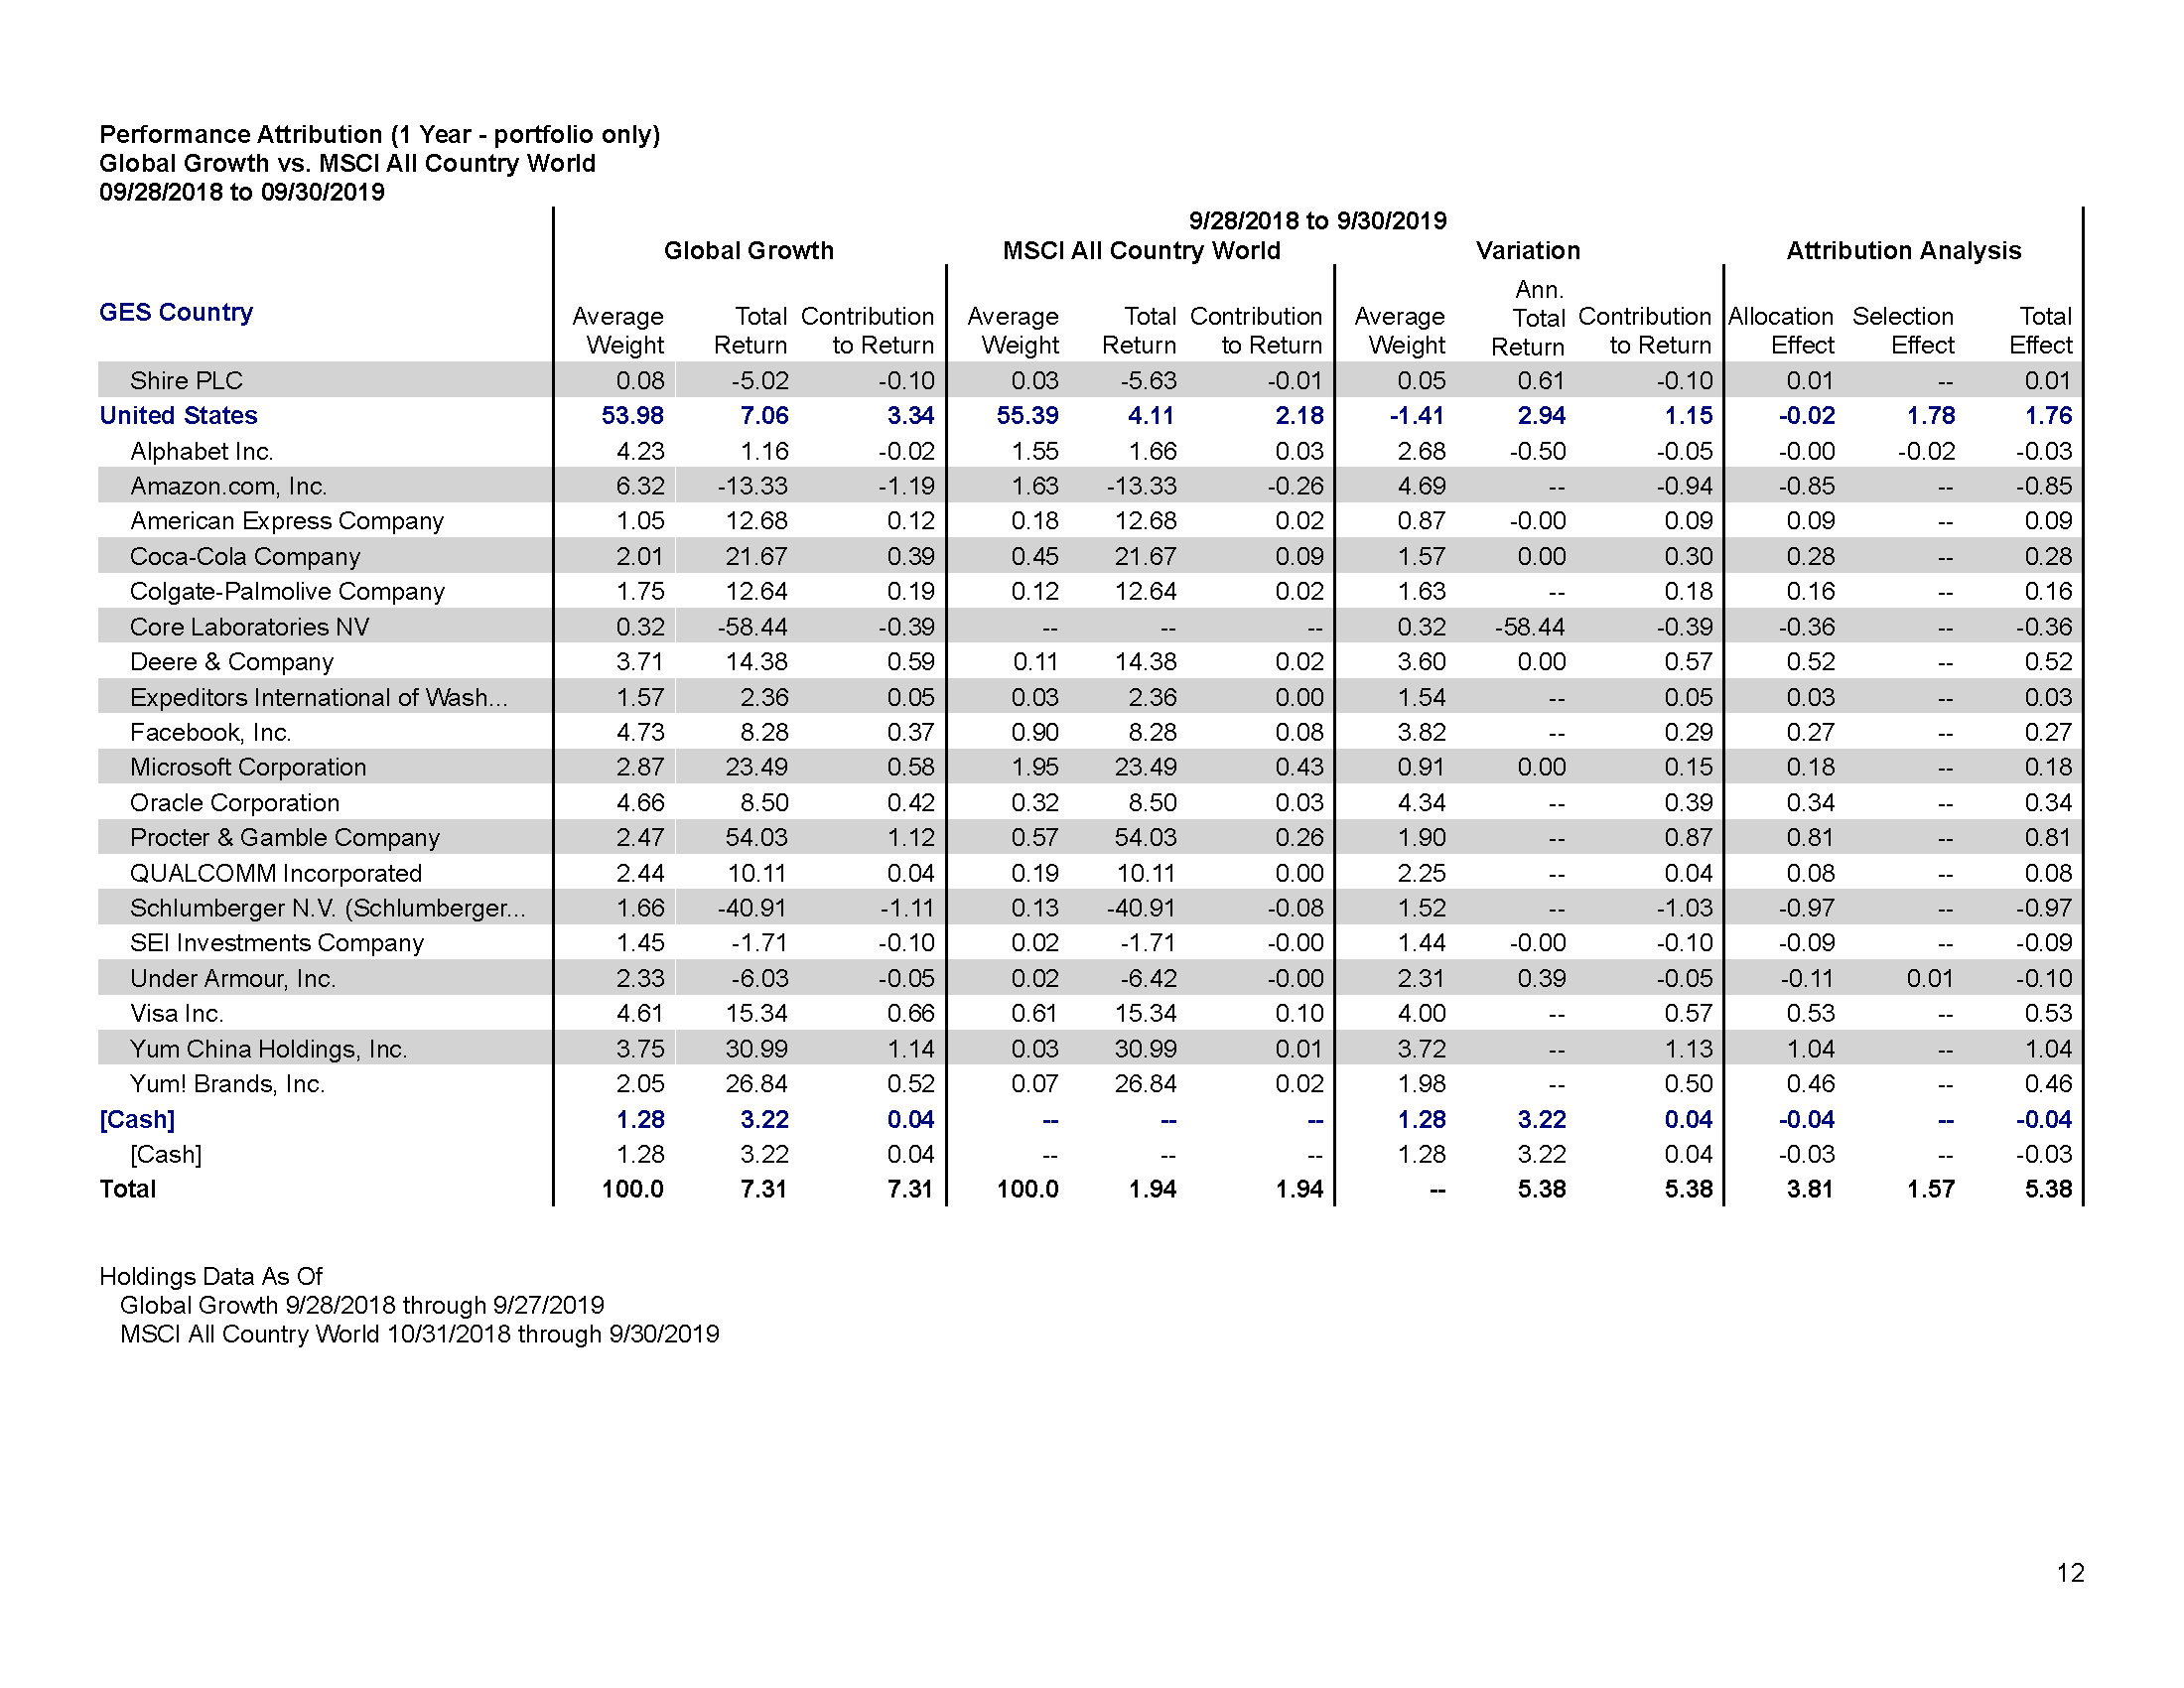 Performance Attribution (1 Year - portfolio only)
Global Growth vs. MSCI All Country World
09/28/2018 to 09/30/2019
9/28/2018 to 9/30/2019
Global Growth MSCI All Country World Variation Attribution Analysis
GES Country Average Weight Total Return Contribution to Return Average Weight Total Return Contribution to Return Average Weight Ann. Total Return Contribution to Return Allocation Effect Selection Effect Total Effect
Shire PLC 0.08 -5.02 -0.10 0.03 -5.63 -0.01 0.05 0.61 -0.10 0.01 -- 0.01
United States 53.98 7.06 3.34 55.39 4.11 2.18 -1.41 2.94 1.15 -0.02 1.78 1.76
Alphabet Inc. 4.23 1.16 -0.02 1.55 1.66 0.03 2.68 -0.50 -0.05 -0.00 -0.02 -0.03
Amazon.com, Inc. 6.32 -13.33 -1.19 1.63 -13.33 -0.26 4.69 -- -0.94 -0.85 -- -0.85
American Express Company 1.05 12.68 0.12 0.18 12.68 0.02 0.87 -0.00 0.09 0.09 -- 0.09
Coca-Cola Company 2.01 21.67 0.39 0.45 21.67 0.09 1.57 0.00 0.30 0.28 -- 0.28
Colgate-Palmolive Company 1.75 12.64 0.19 0.12 12.64 0.02 1.63 -- 0.18 0.16 -- 0.16
Core Laboratories NV 0.32 -58.44 -0.39 -- -- -- 0.32 -58.44 -0.39 -0.36 -- -0.36
Deere & Company 3.71 14.38 0.59 0.11 14.38 0.02 3.60 0.00 0.57 0.52 -- 0.52
Expeditors International of Wash... 1.57 2.36 0.05 0.03 2.36 0.00 1.54 -- 0.05 0.03 -- 0.03
Facebook, Inc. 4.73 8.28 0.37 0.90 8.28 0.08 3.82 -- 0.29 0.27 -- 0.27
Microsoft Corporation 2.87 23.49 0.58 1.95 23.49 0.43 0.91 0.00 0.15 0.18 -- 0.18
Oracle Corporation 4.66 8.50 0.42 0.32 8.50 0.03 4.34 -- 0.39 0.34 -- 0.34
Procter & Gamble Company 2.47 54.03 1.12 0.57 54.03 0.26 1.90 -- 0.87 0.81 -- 0.81
QUALCOMM Incorporated 2.44 10.11 0.04 0.19 10.11 0.00 2.25 -- 0.04 0.08 -- 0.08
Schlumberger N.V. (Schlumberger... 1.66 -40.91 -1.11 0.13 -40.91 -0.08 1.52 -- -1.03 -0.97 -- -0.97
SEI Investments Company 1.45 -1.71 -0.10 0.02 -1.71 -0.00 1.44 -0.00 -0.10 -0.09 -- -0.09
Under Armour, Inc. 2.33 -6.03 -0.05 0.02 -6.42 -0.00 2.31 0.39 -0.05 -0.11 0.01 -0.10
Visa Inc. 4.61 15.34 0.66 0.61 15.34 0.10 4.00 -- 0.57 0.53 -- 0.53
Yum China Holdings, Inc. 3.75 30.99 1.14 0.03 30.99 0.01 3.72 -- 1.13 1.04 -- 1.04
Yum! Brands, Inc. 2.05 26.84 0.52 0.07 26.84 0.02 1.98 -- 0.50 0.46 -- 0.46
[Cash] 1.28 3.22 0.04 -- -- -- 1.28 3.22 0.04 -0.04 -- -0.04
[Cash] 1.28 3.22 0.04 -- -- -- 1.28 3.22 0.04 -0.03 -- -0.03
Total 100.0 7.31 7.31 100.0 1.94 1.94 -- 5.38 5.38 3.81 1.57 5.38
Holdings Data As Of
Global Growth 9/28/2018 through 9/27/2019
MSCI All Country World 10/31/2018 through 9/30/2019
12